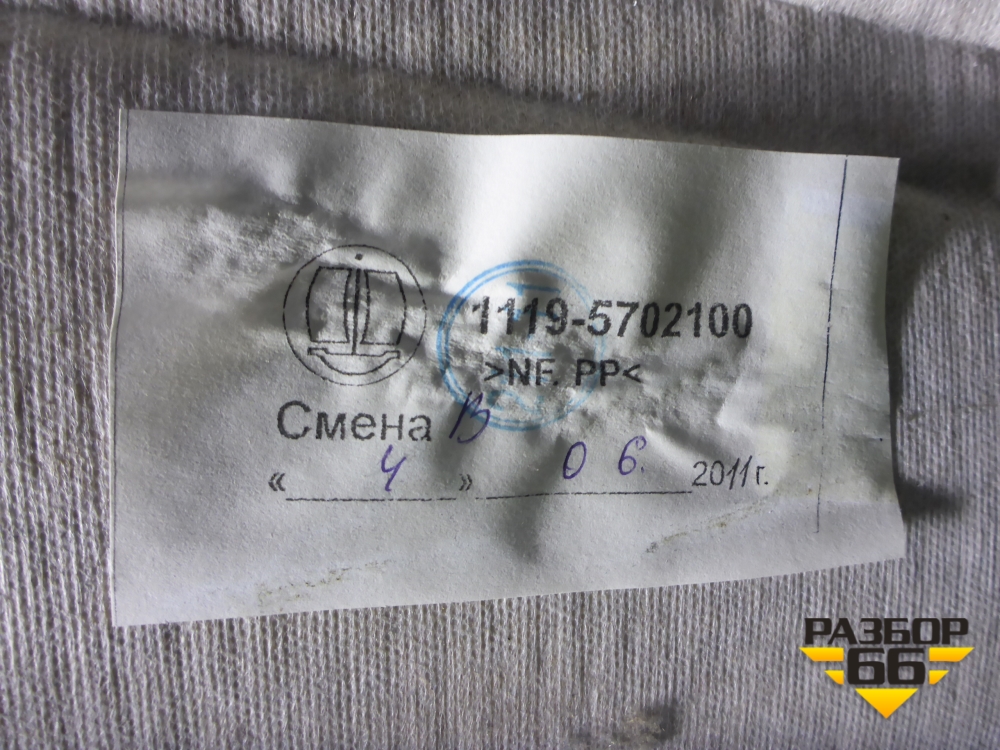 1119-5702100
>NF. PP<
Смена В
« 4 » 06. 2011 г.
РАЗБОР
66